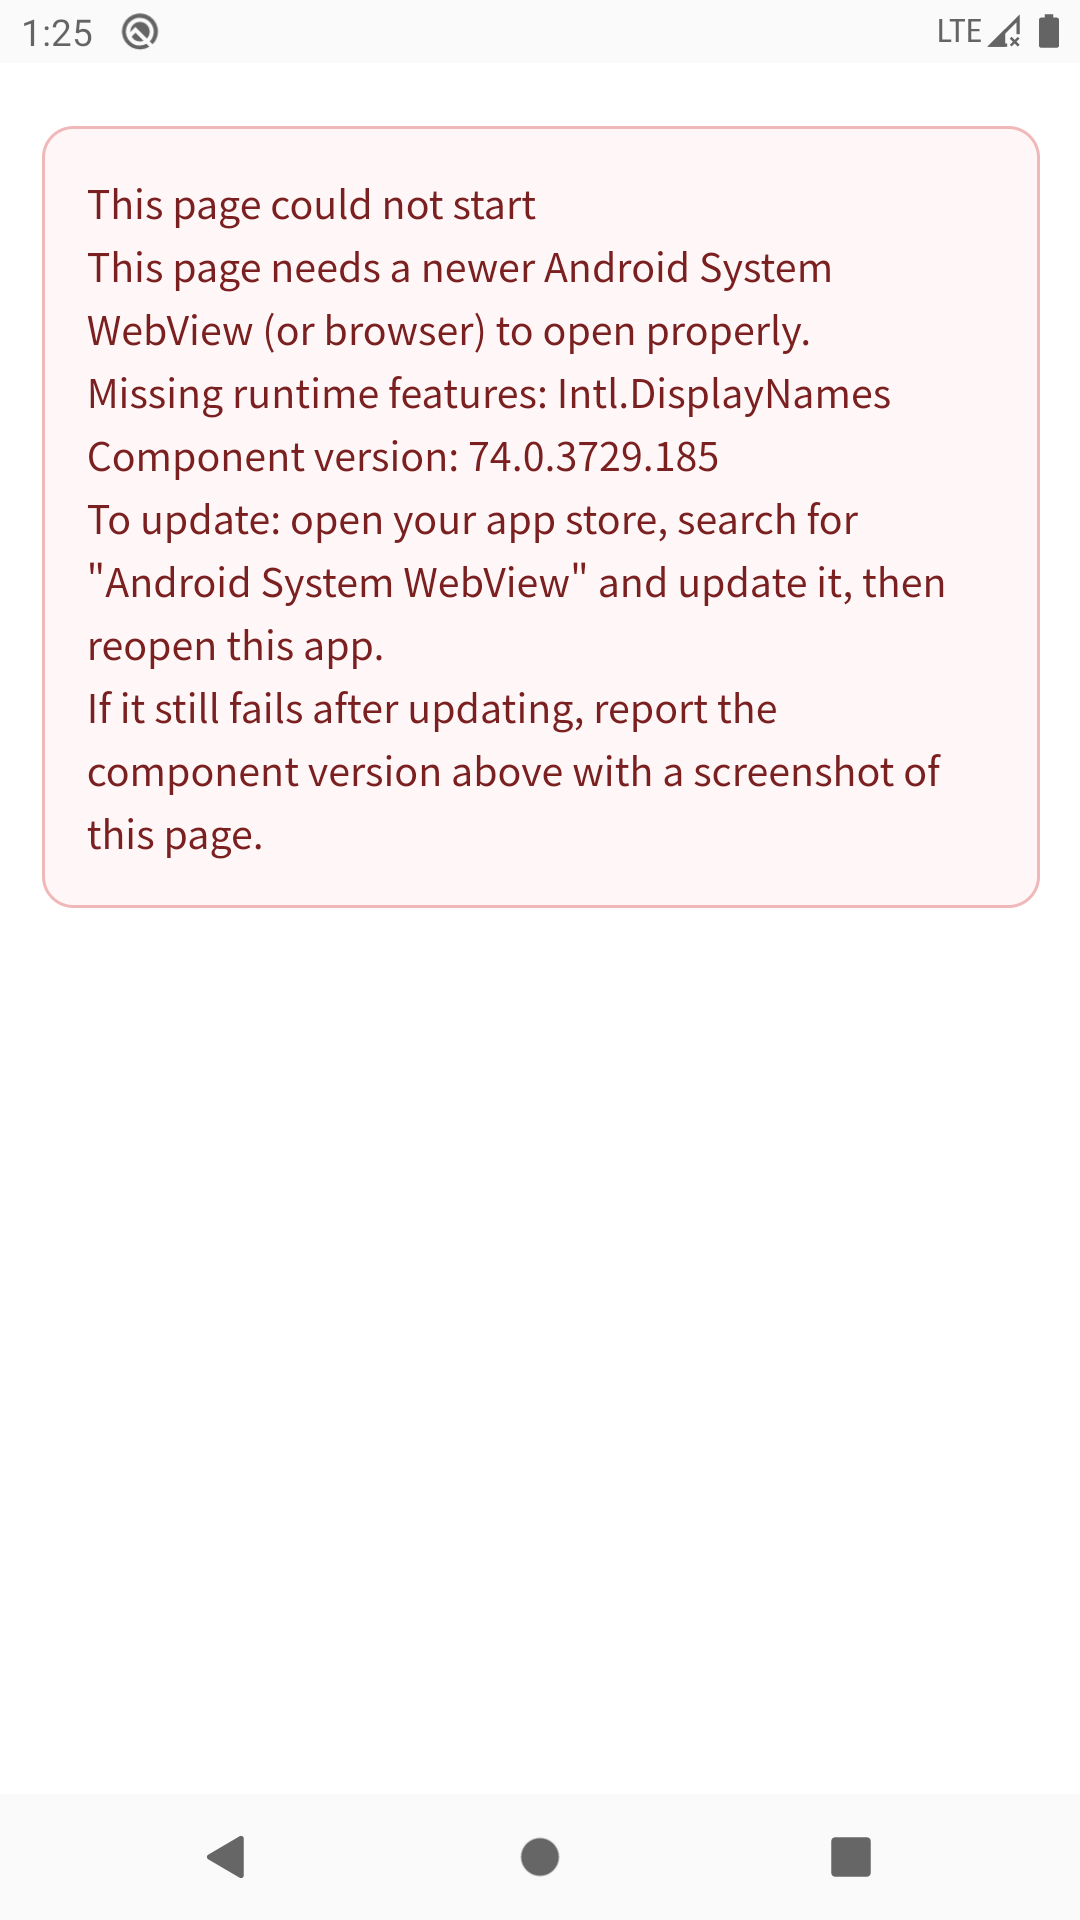 1:25
LTE
This page could not start
This page needs a newer Android System
WebView (or browser) to open properly.
Missing runtime features: Intl.DisplayNames
Component version: 74.0.3729.185
To update: open your app store, search for
"Android System WebView" and update it, then
reopen this app.
If it still fails after updating, report the
component version above with a screenshot of
this page.